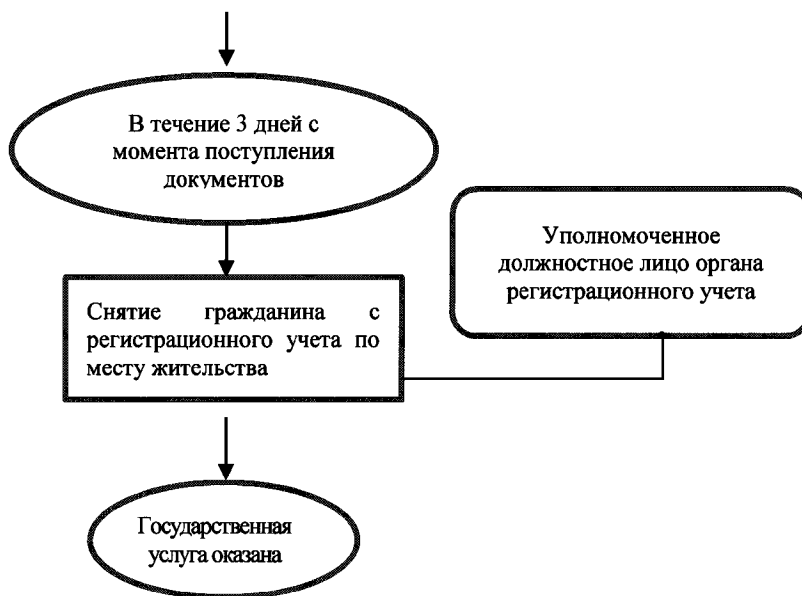 В течение 3 дней с
момента поступления
документов
Уполномоченное
должностное лицо органа
регистрационного учета
Снятие гражданина с
регистрационного учета по
месту жительства
Государственная
услуга оказана